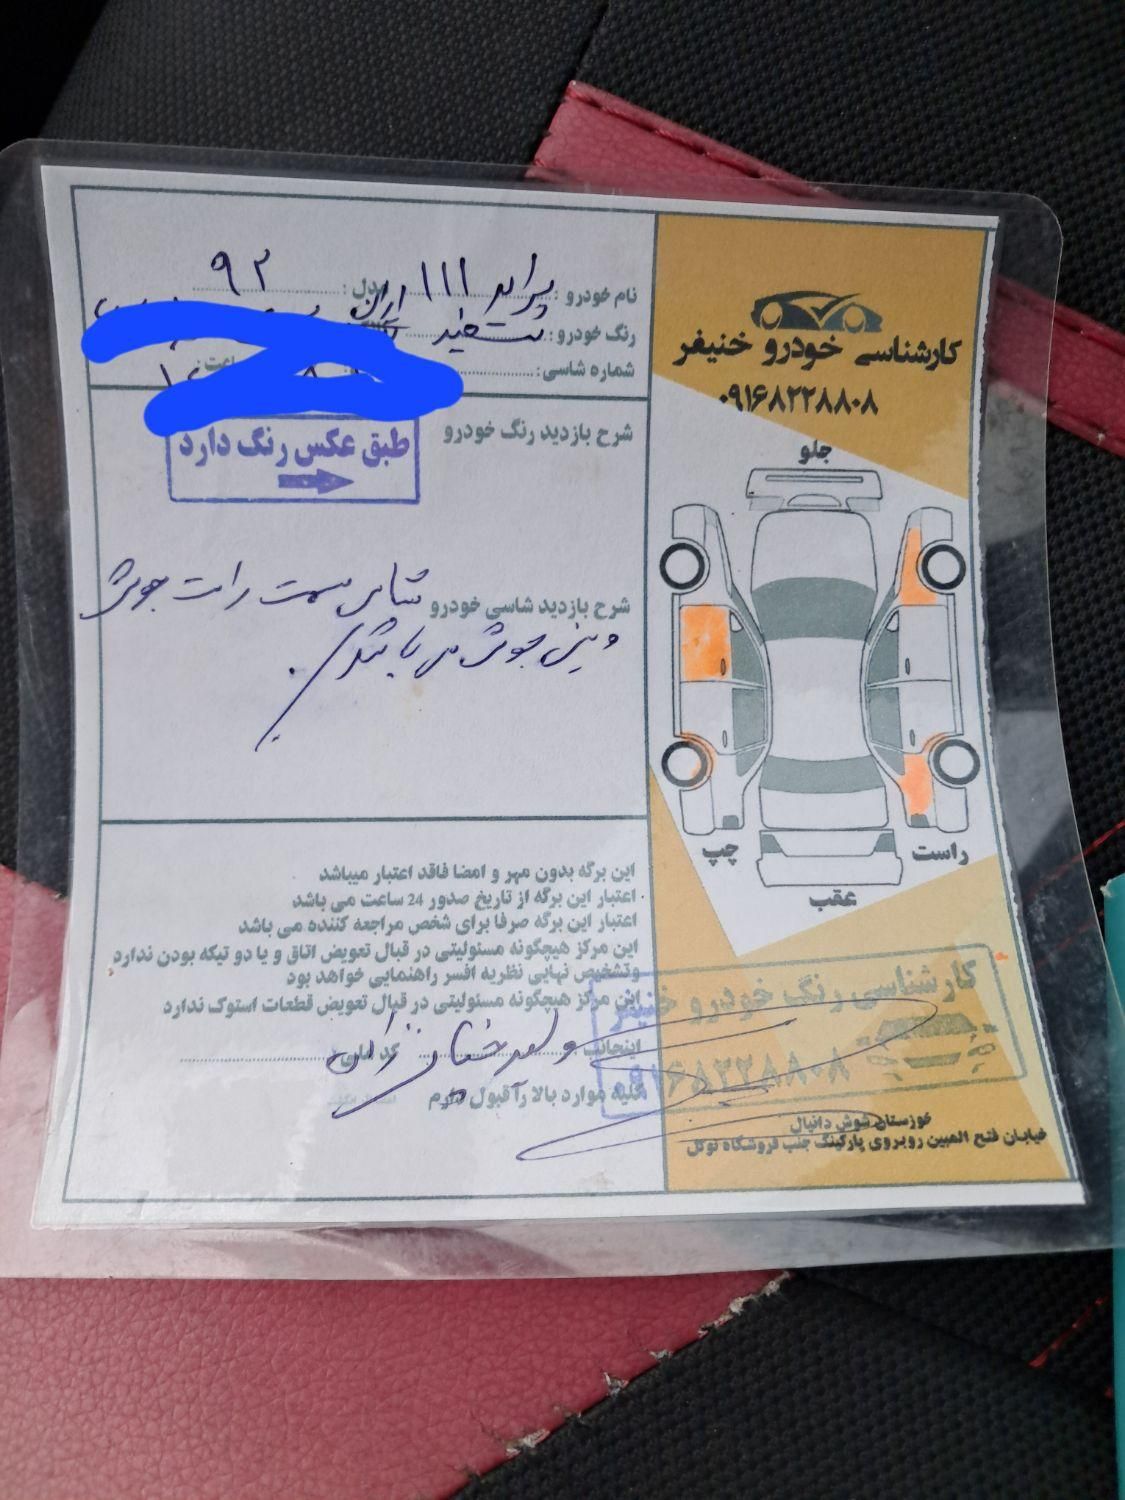 کارشناسی خودرو خنیفر
۰۹۱۶۸۲۲۸۸۰۸
نام خودرو : پراید ۱۱۱ مدل : ۹۲
رنگ خودرو : سفید
شماره شاسی : ساعت :
شرح بازدید رنگ خودرو
طبق عکس رنگ دارد
شرح بازدید شاسی خودرو شاسی سمت راست جوش
جوش می باشد
جلو
چپ
راست
عقب
این برگه بدون مهر و امضا فاقد اعتبار میباشد
اعتبار این برگه از تاریخ صدور 24 ساعت می باشد
اعتبار این برگه صرفا برای شخص مراجعه کننده می باشد
این مرکز هیچگونه مسئولیتی در قبال تعویض اتاق و یا دو تیکه بودن ندارد
وتشخیص نهایی نظریه افسر راهنمایی خواهد بود
این مرکز هیچگونه مسئولیتی در قبال تعویض قطعات استوک ندارد
اینجانب
کلیه موارد بالا را قبول دارم
کارشناسی رنگ خودرو خنیفر
۰۹۱۶۸۲۲۸۸۰۸
خوزستان شوش دانیال
خیابان فتح المبین روبروی پارکینگ جنب فروشگاه توکل